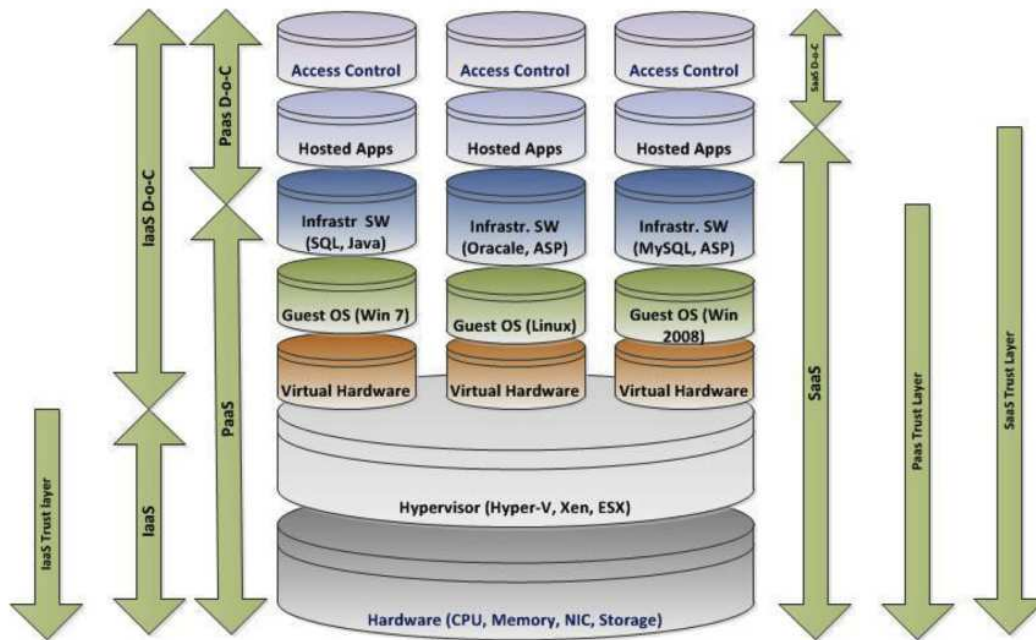 Access Control
Access Control
Access Control
Hosted Apps
Hosted Apps
Hosted Apps
Infrastr SW
(SQL, Java)
Infrastr. SW
(Oracale, ASP)
Infrastr. SW
(MySQL, ASP)
Guest OS (Win 7)
Guest OS (Linux)
Guest OS (Win
2008)
Virtual Hardware
Virtual Hardware
Virtual Hardware
Hypervisor (Hyper-V, Xen, ESX)
Hardware (CPU, Memory, NIC, Storage)
IaaS Trust layer
IaaS D-o-C
IaaS
Paas D-o-C
PaaS
SaaS D-o-C
SaaS
Paas Trust Layer
SaaS Trust Layer